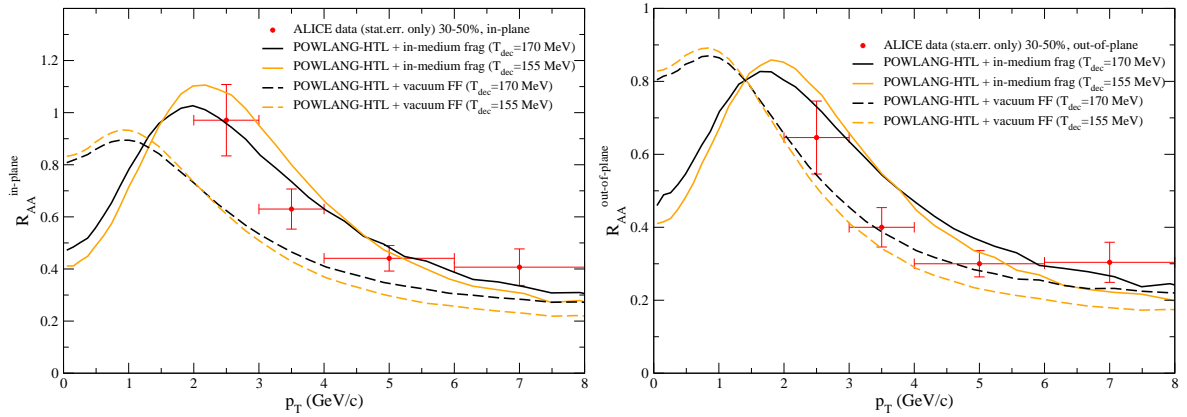 ALICE data (stat.err. only) 30-50%, in-plane
POWLANG-HTL + in-medium frag (T_dec=170 MeV)
POWLANG-HTL + in-medium frag (T_dec=155 MeV)
POWLANG-HTL + vacuum FF (T_dec=170 MeV)
POWLANG-HTL + vacuum FF (T_dec=155 MeV)
1.2
1
0.8
0.6
0.4
0.2
0
R_AA^in-plane
0 1 2 3 4 5 6 7 8
p_T (GeV/c)
ALICE data (sta.err. only) 30-50%, out-of-plane
POWLANG-HTL + in-medium frag (T_dec=170 MeV)
POWLANG-HTL + in-medium frag (T_dec=155 MeV)
POWLANG-HTL + vacuum FF (T_dec=170 MeV)
POWLANG-HTL + vacuum FF (T_dec=155 MeV)
1
0.8
0.6
0.4
0.2
0
R_AA^out-of-plane
0 1 2 3 4 5 6 7 8
p_T (GeV/c)